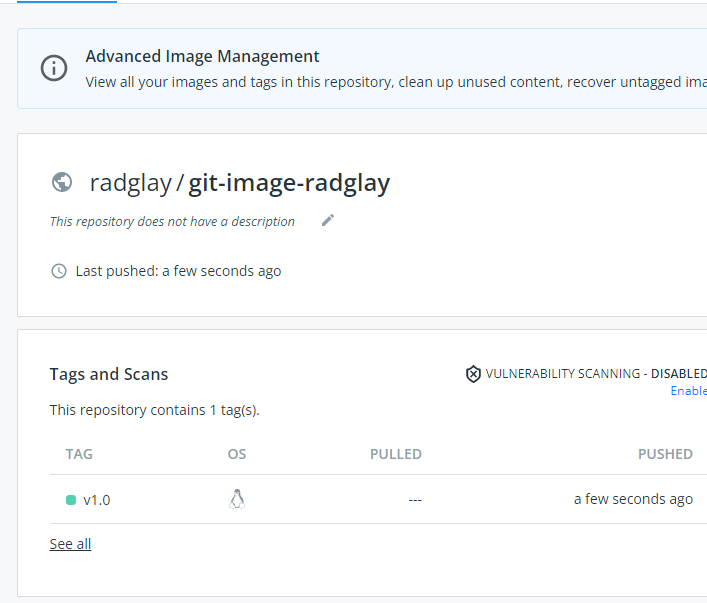 Advanced Image Management
View all your images and tags in this repository, clean up unused content, recover untagged ima
radglay / git-image-radglay
This repository does not have a description
Last pushed: a few seconds ago
Tags and Scans
VULNERABILITY SCANNING - DISABLED
Enable
This repository contains 1 tag(s).
TAG OS PULLED PUSHED
v1.0 --- a few seconds ago
See all